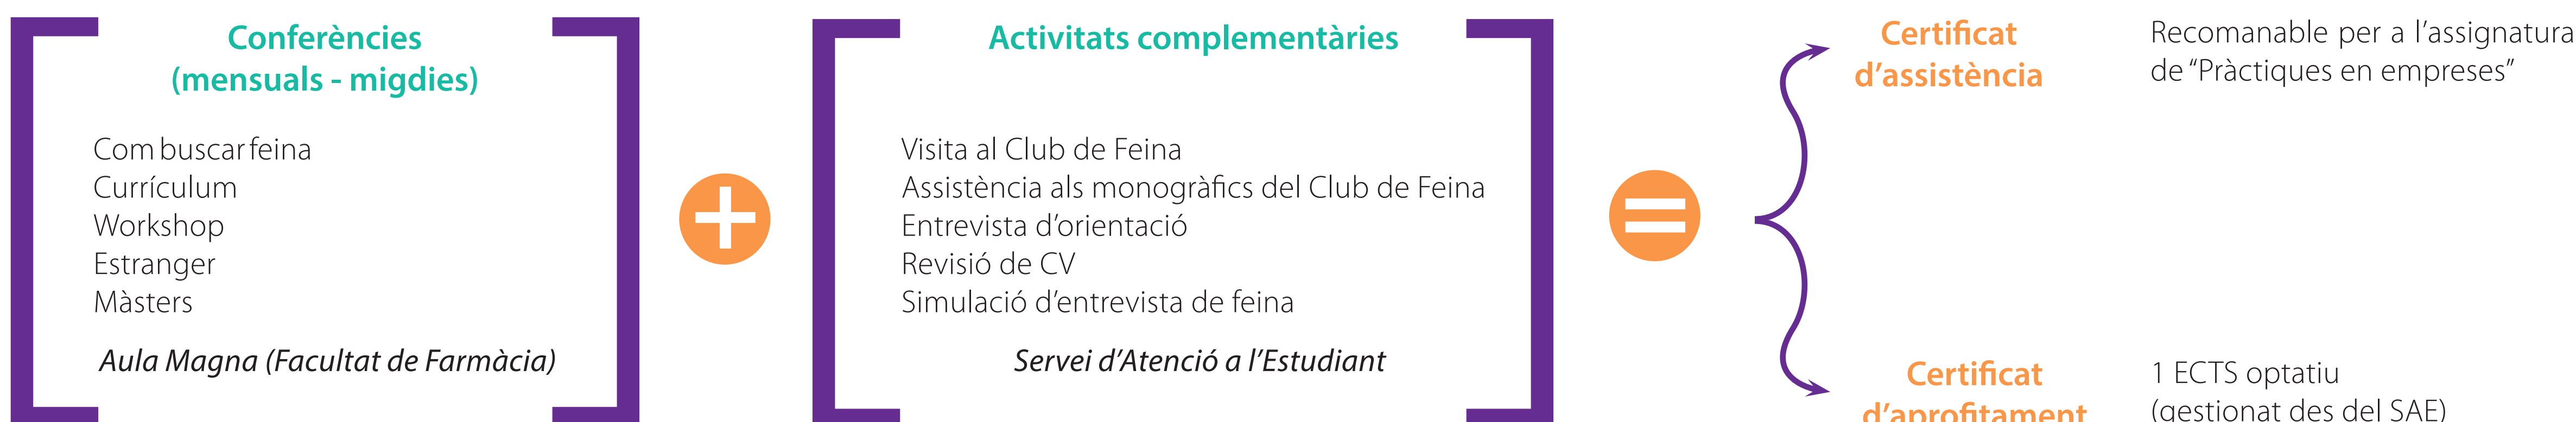 Conferències
(mensuals - migdies)
Com buscar feina
Currículum
Workshop
Estranger
Màsters
Aula Magna (Facultat de Farmàcia)
+
Activitats complementàries
Visita al Club de Feina
Assistència als monogràfics del Club de Feina
Entrevista d'orientació
Revisió de CV
Simulació d'entrevista de feina
Servei d'Atenció a l'Estudiant
=
Certificat
d'assistència
Recomanable per a l'assignatura
de “Pràctiques en empreses”
Certificat
d'aprofitament
1 ECTS optatiu
(gestionat des del SAE)